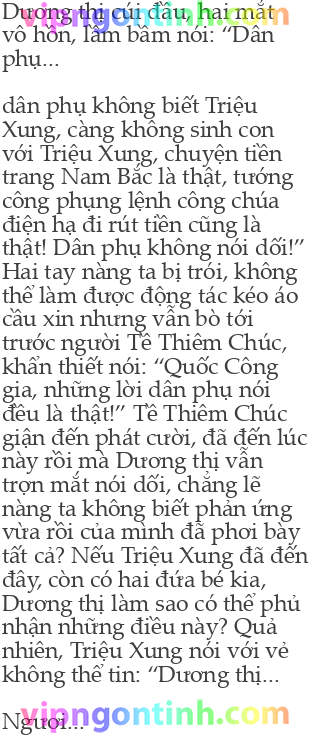 Dương thị cúi đầu, hai mắt
vipngontinh.com
vô hồn, lẩm bẩm nói: “Dân
phụ...
dân phụ không biết Triệu
Xung, càng không sinh con
với Triệu Xung, chuyện tiền
trang Nam Bắc là thật, tướng
công phụng lệnh công chúa
điện hạ đi rút tiền cũng là
thật! Dân phụ không nói dối!”
Hai tay nàng ta bị trói, không
thể làm được động tác kéo áo
cầu xin nhưng vẫn bò tới
trước người Tề Thiêm Chúc,
khẩn thiết nói: “Quốc Công
gia, những lời dân phụ nói
đều là thật!” Tề Thiêm Chúc
giận đến phát cười, đã đến lúc
này rồi mà Dương thị vẫn
trợn mắt nói dối, chẳng lẽ
nàng ta không biết phản ứng
vừa rồi của mình đã phơi bày
tất cả? Nếu Triệu Xung đã đến
đây, còn có hai đứa bé kia,
Dương thị làm sao có thể phủ
nhận những điều này? Quả
nhiên, Triệu Xung nói với vẻ
không thể tin: “Dương thị...
vipngontinh.com
Ngươi...